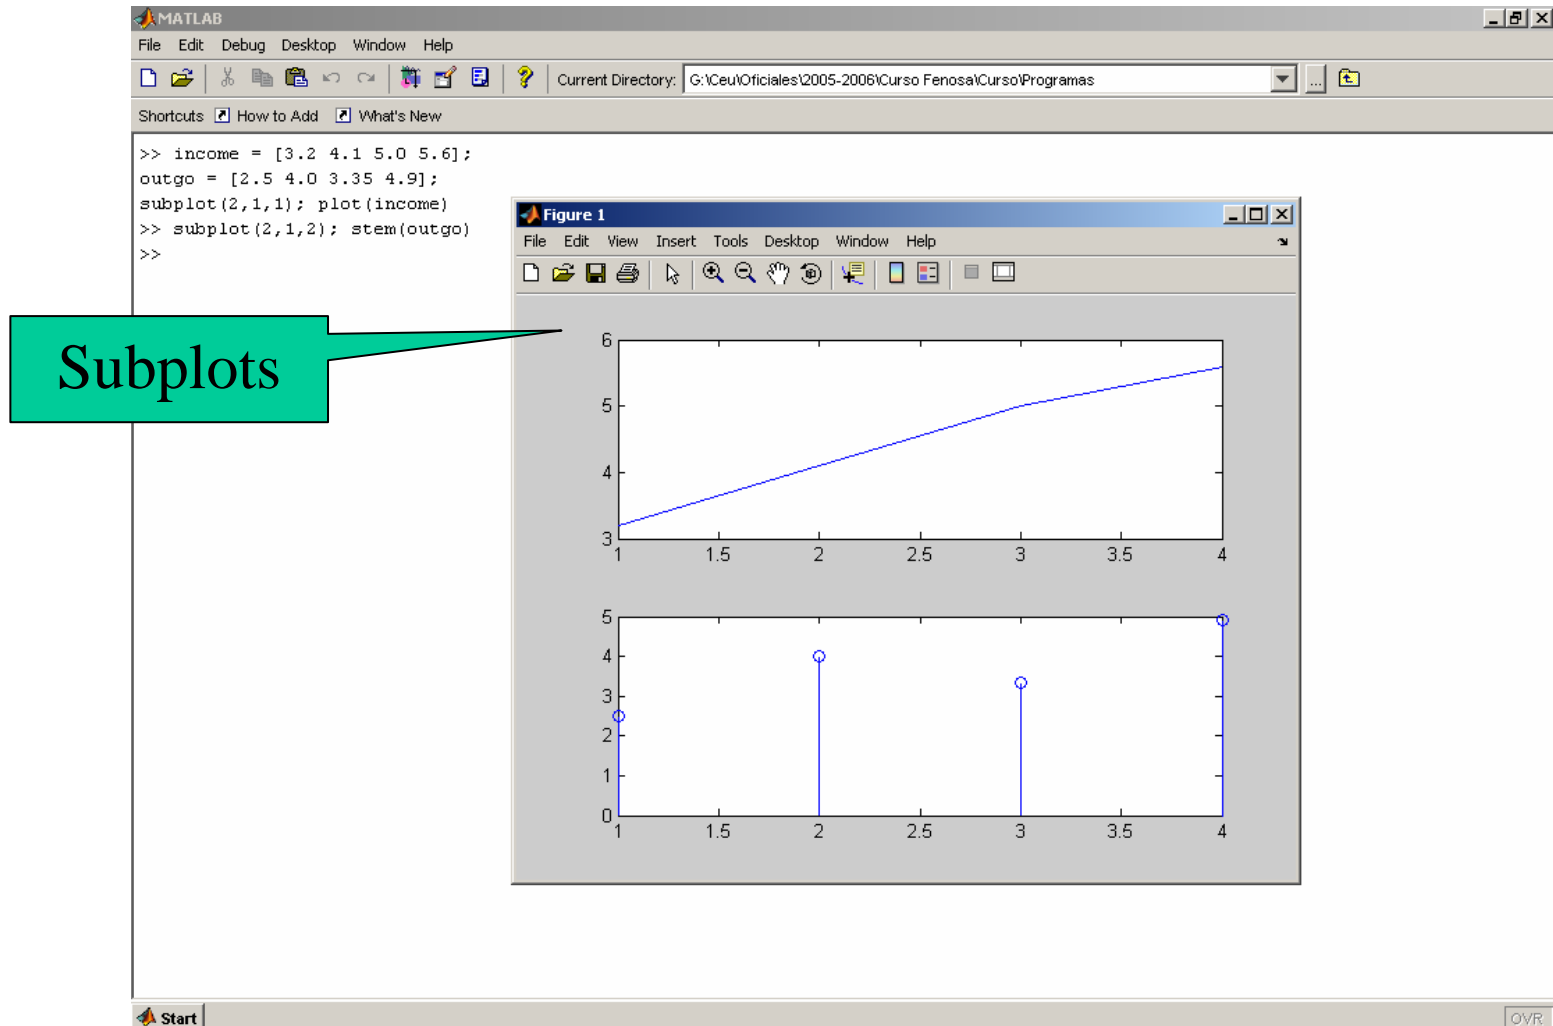 MATLAB
File Edit Debug Desktop Window Help
Current Directory: G:\Ceu\Oficiales\2005-2006\Curso Fenosa\Curso\Programas
Shortcuts How to Add What's New
>> income = [3.2 4.1 5.0 5.6];
outgo = [2.5 4.0 3.35 4.9];
subplot(2,1,1); plot(income)
>> subplot(2,1,2); stem(outgo)
>>
Figure 1
File Edit View Insert Tools Desktop Window Help
Subplots
6
5
4
3
1 1.5 2 2.5 3 3.5 4
5
4
3
2
1
0
1 1.5 2 2.5 3 3.5 4
Start
OVR